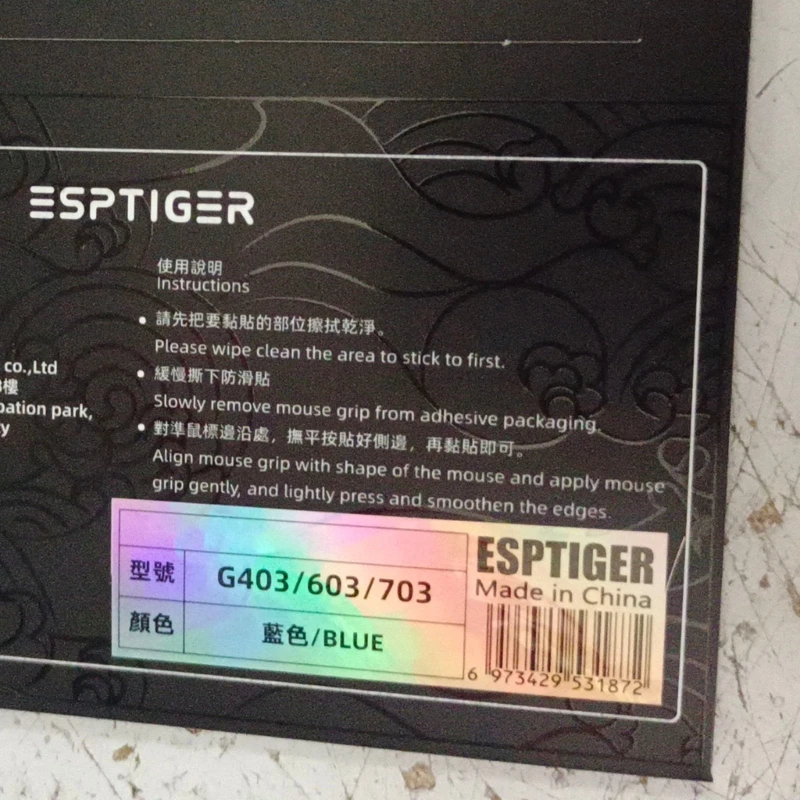 ESPTIGER
使用說明
Instructions
• 請先把要黏貼的部位擦拭乾淨。
Please wipe clean the area to stick to first.
• 緩慢撕下防滑貼
Slowly remove mouse grip from adhesive packaging.
• 對準鼠標邊沿處，撫平按貼好側邊，再黏貼即可。
Align mouse grip with shape of the mouse and apply mouse
grip gently, and lightly press and smoothen the edges.
co.,Ltd
樓
park,
型號 G403/603/703
顏色 藍色/BLUE
ESPTIGER
Made in China
6 973429 531872